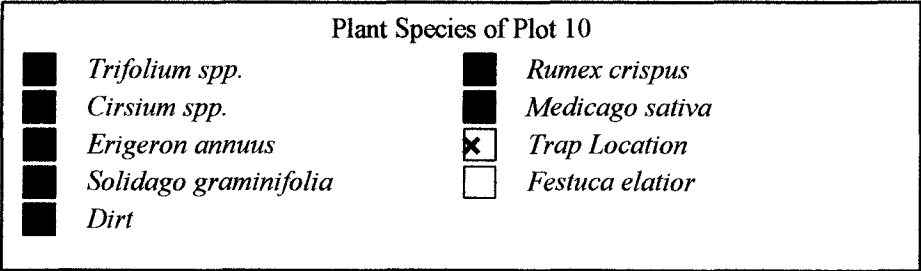 Plant Species of Plot 10
Trifolium spp.
Cirsium spp.
Erigeron annuus
Solidago graminifolia
Dirt
Rumex crispus
Medicago sativa
Trap Location
Festuca elatior